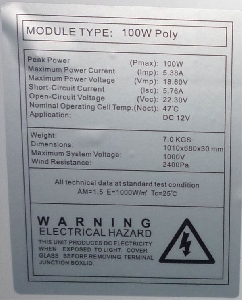 MODULE TYPE: 100W Poly
Peak Power (Pmax): 100W
Maximum Power Current (Imp): 5.38A
Maximum Power Voltage (Vmp): 18.60V
Short-Circuit Current (Isc): 5.76A
Open-Circuit Voltage (Voc): 22.30V
Nominal Operating Cell Temp.(Noct): 47°C
Application: DC 12V
Weight: 7.0 KGS
Dimensions: 1010x680x30 mm
Maximum System Voltage: 1000V
Wind Resistance: 2400Pa
All technical data at standard test condition
AM=1.5 E=1000W/m² Tc=25°C
WARNING
ELECTRICAL HAZARD
THIS UNIT PRODUCES DC ELECTRICITY
WHEN EXPOSED TO LIGHT. COVER
GLASS BEFORE REMOVING TERMINAL
JUNCTION BOXLID.